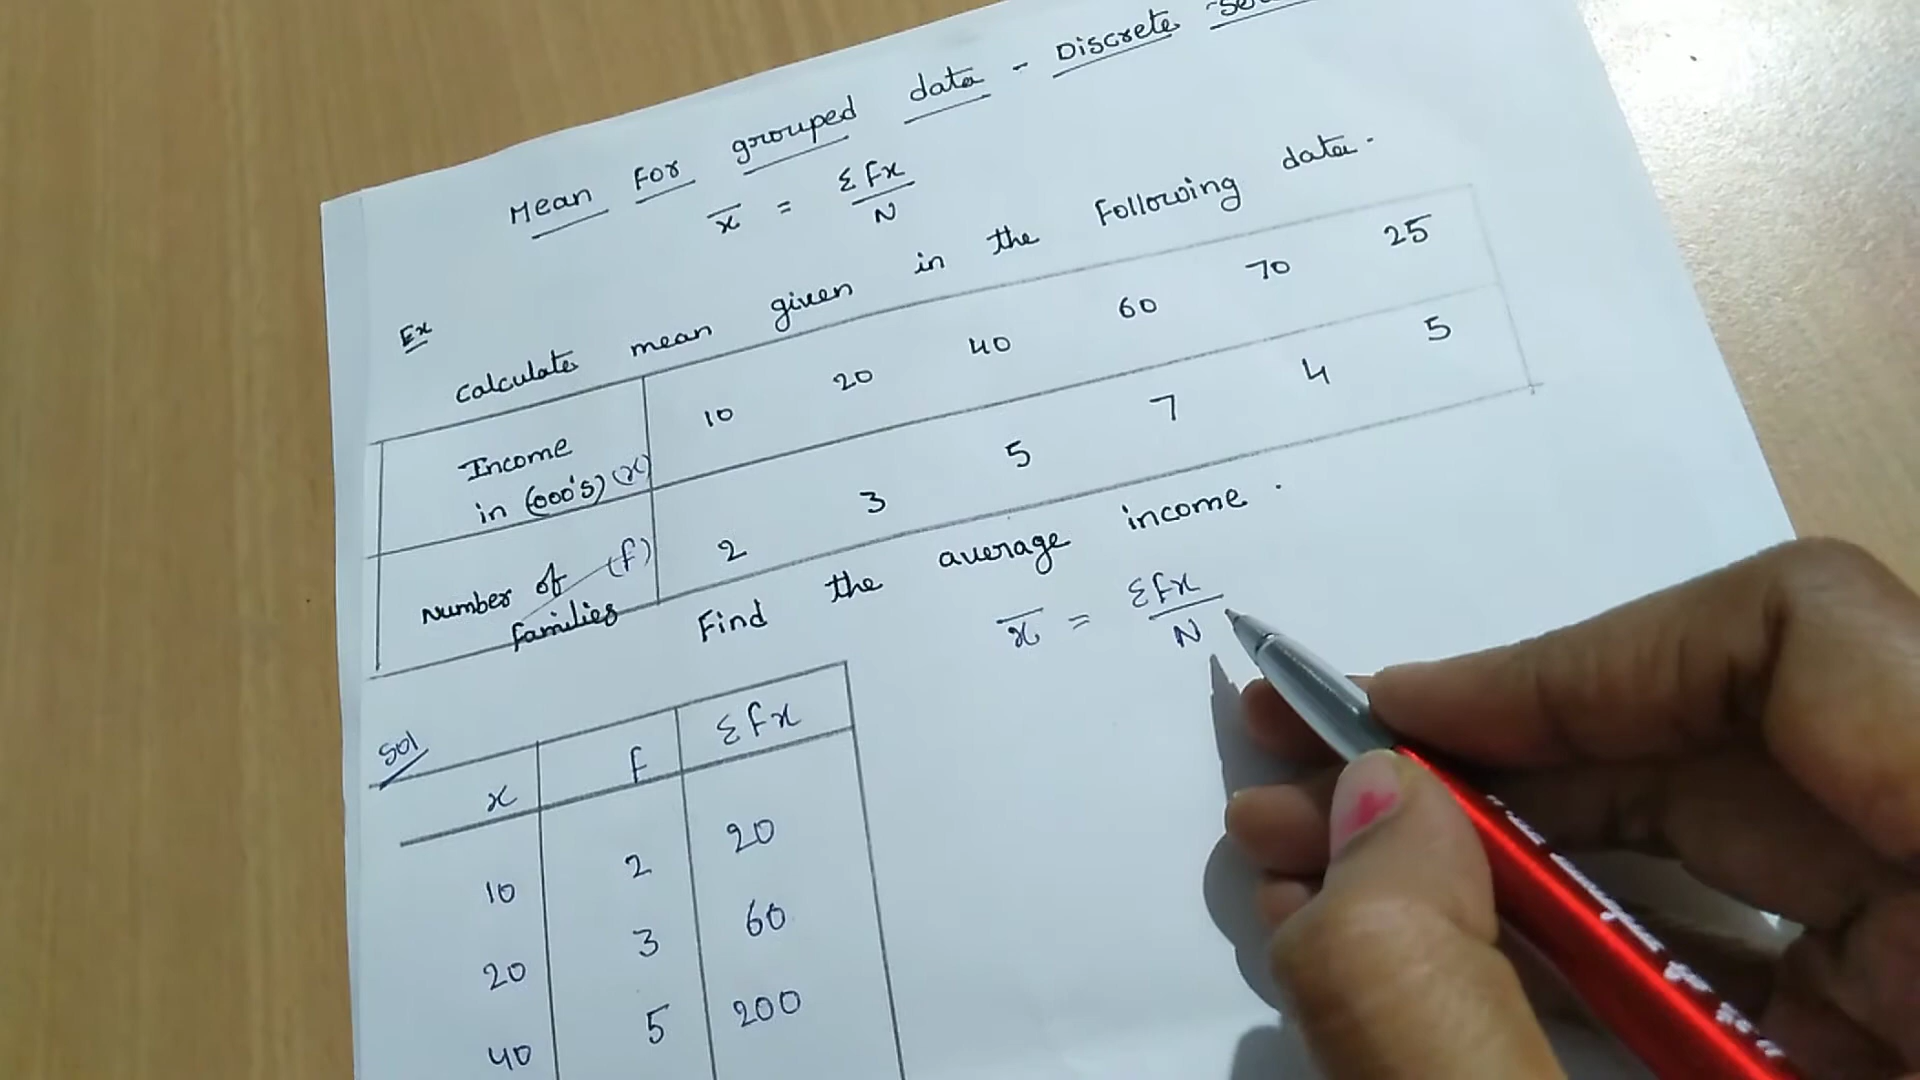 Mean For grouped data - Discrete
x̄ = Σfx / N
Ex
Calculate mean given in the Following data.
Income in (000's) (x) 10 20 40 60 70 25
Number of families (f) 2 3 5 7 4 5
Find the average income.
x̄ = Σfx / N
Sol
x f Σfx
10 2 20
20 3 60
40 5 200